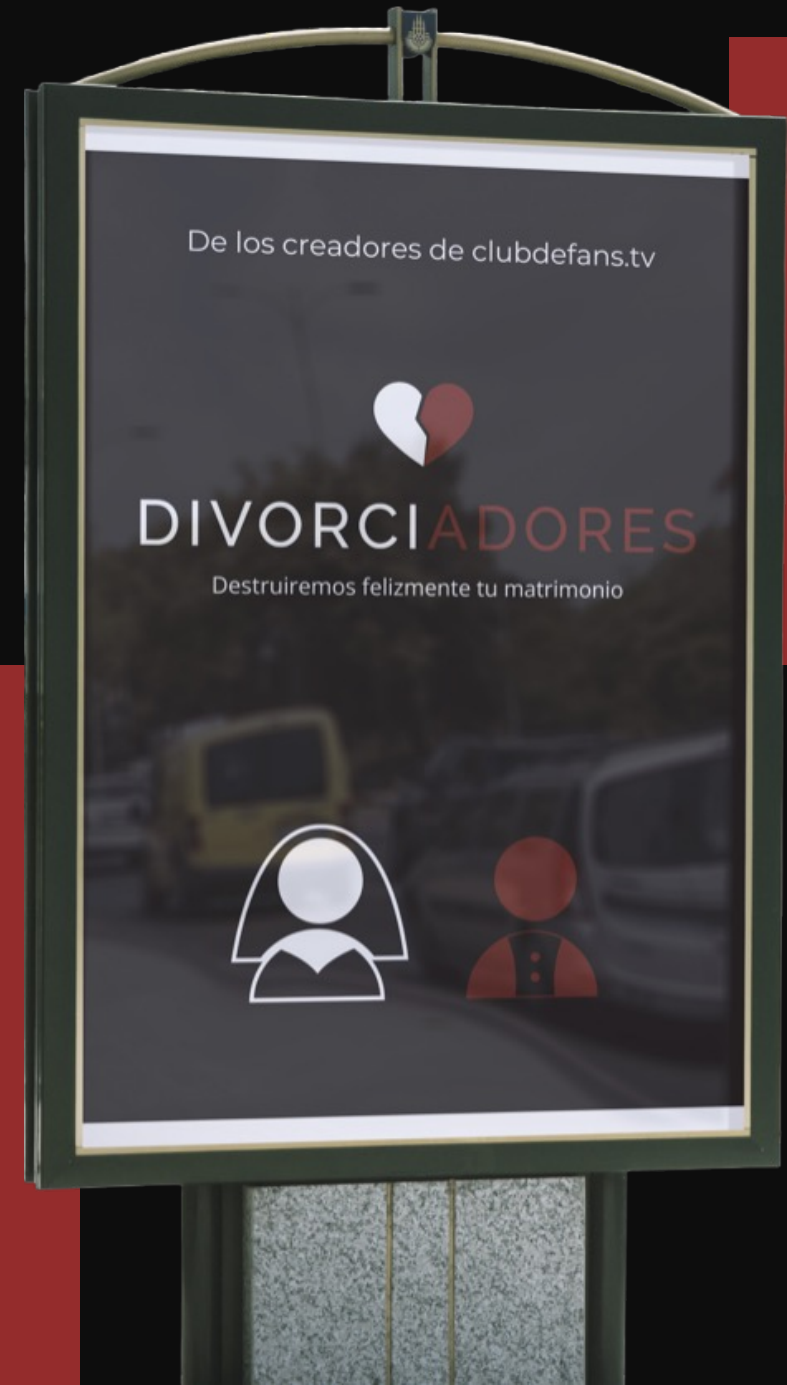 De los creadores de clubdefans.tv
DIVORCIADORES
Destruiremos felizmente tu matrimonio